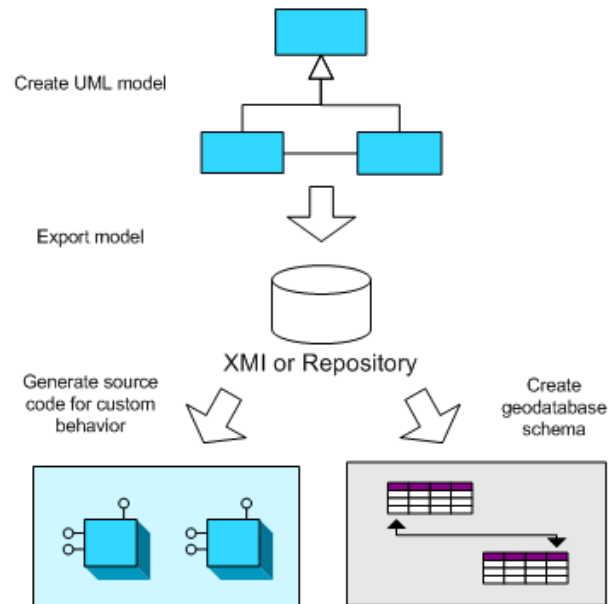 Create UML model
Export model
XMI or Repository
Generate source
code for custom
behavior
Create
geodatabase
schema